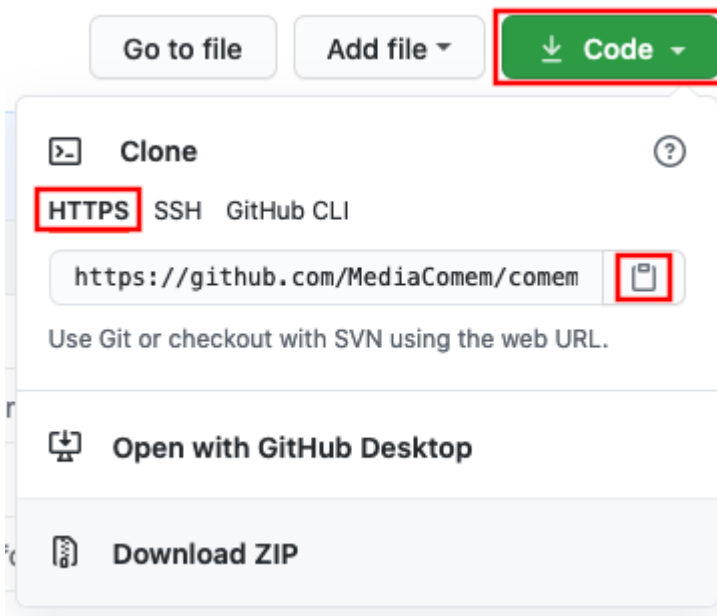 Go to file Add file Code
Clone
HTTPS SSH GitHub CLI
https://github.com/MediaComem/comem
Use Git or checkout with SVN using the web URL.
Open with GitHub Desktop
Download ZIP